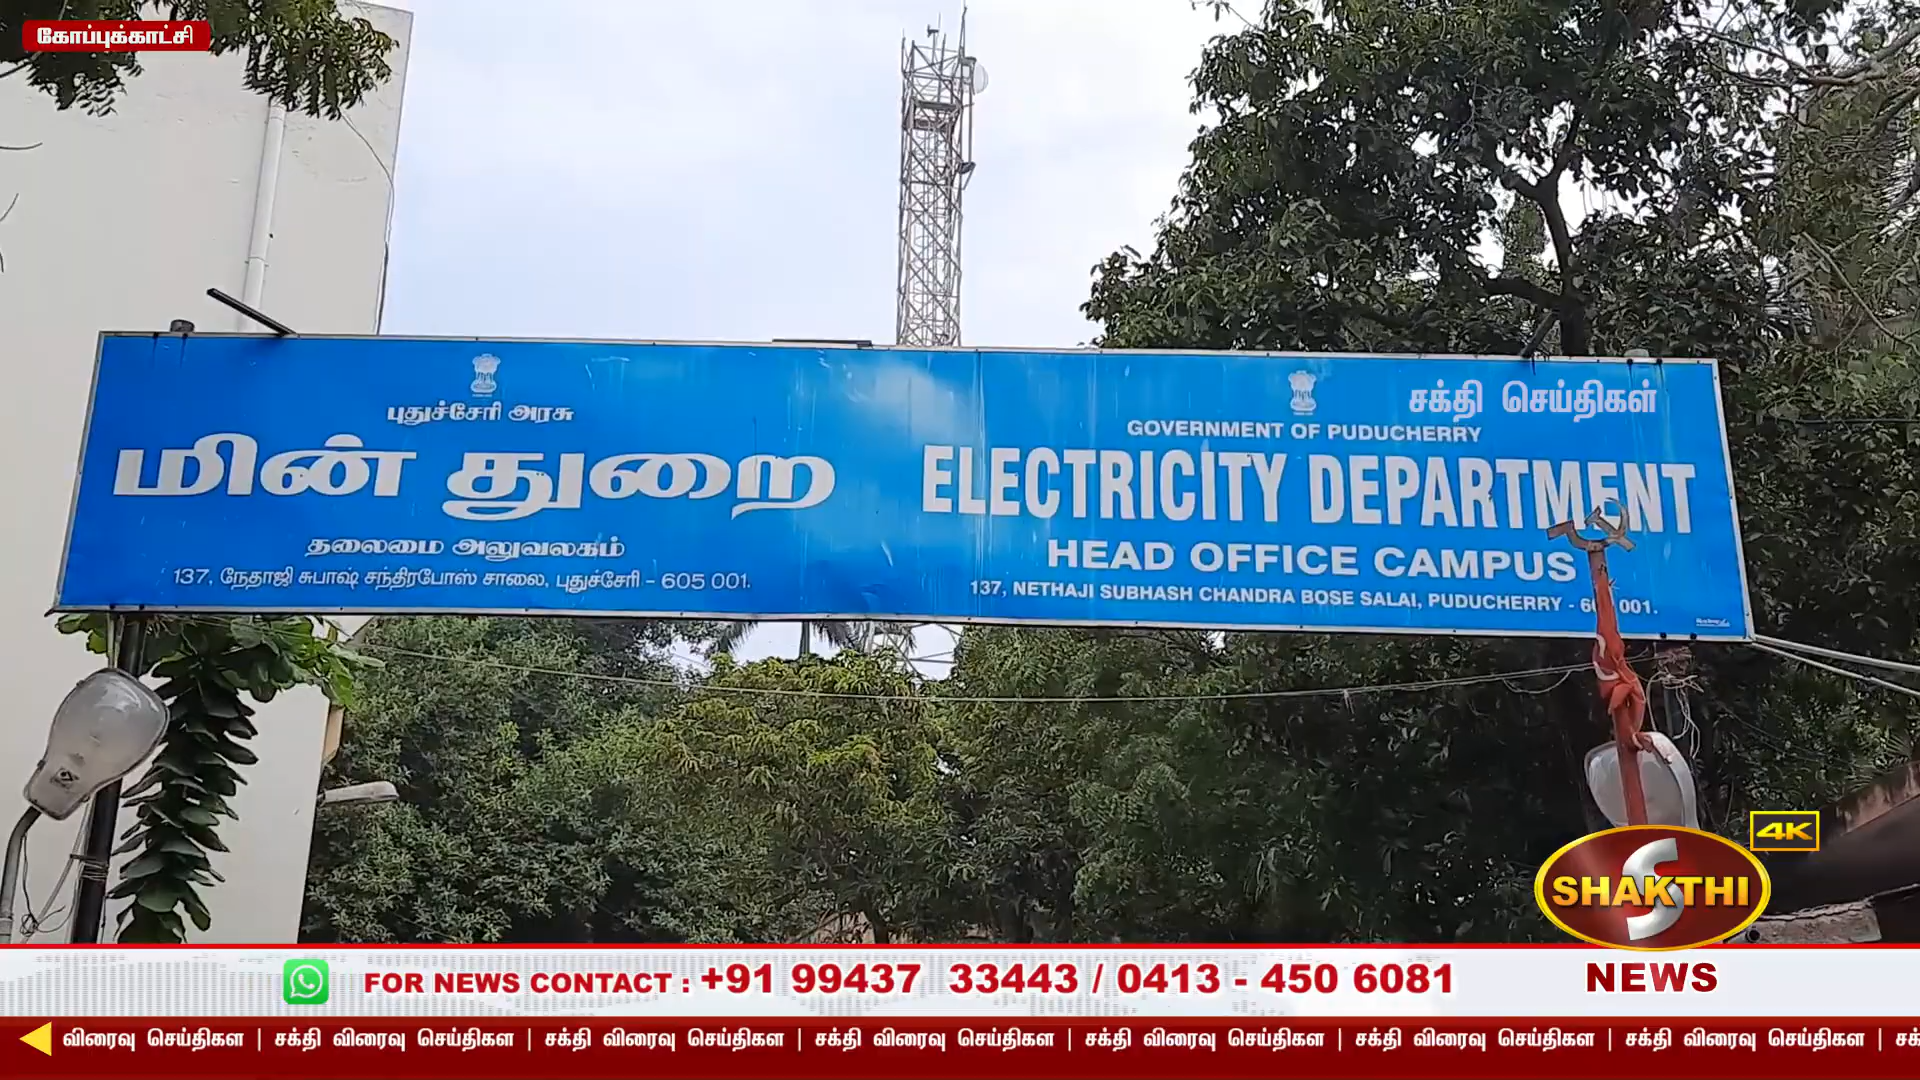 கோப்புக்காட்சி
புதுச்சேரி அரசு
மின் துறை
தலைமை அலுவலகம்
137, நேதாஜி சுபாஷ் சந்திரபோஸ் சாலை, புதுச்சேரி - 605 001.
சக்தி செய்திகள்
GOVERNMENT OF PUDUCHERRY
ELECTRICITY DEPARTMENT
HEAD OFFICE CAMPUS
137, NETHAJI SUBHASH CHANDRA BOSE SALAI, PUDUCHERRY - 001.
4K
SHAKTHI
NEWS
FOR NEWS CONTACT : +91 99437 33443 / 0413 - 450 6081
விரைவு செய்திகள | சக்தி விரைவு செய்திகள | சக்தி விரைவு செய்திகள | சக்தி விரைவு செய்திகள | சக்தி விரைவு செய்திகள | சக்தி விரைவு செய்திகள | சக்தி விரைவு செய்திகள |